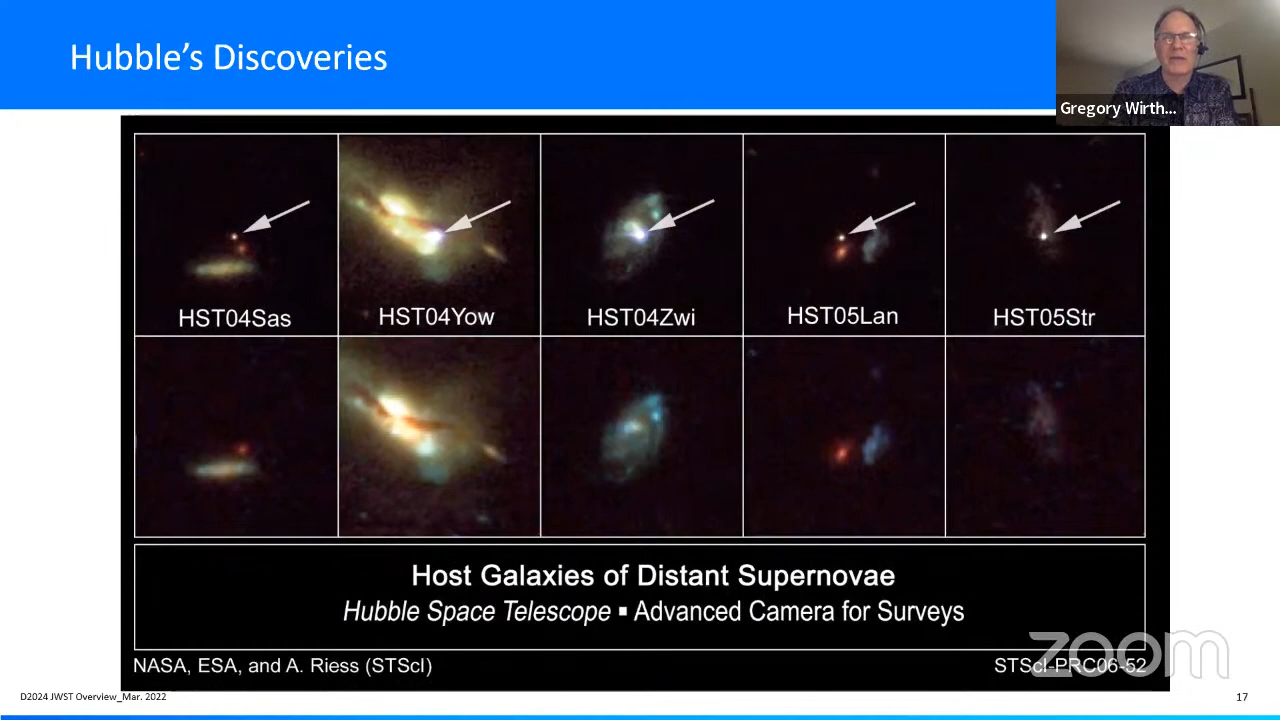 Hubble's Discoveries
Gregory Wirth...
HST04Sas
HST04Yow
HST04Zwi
HST05Lan
HST05Str
Host Galaxies of Distant Supernovae
Hubble Space Telescope ▪ Advanced Camera for Surveys
NASA, ESA, and A. Riess (STScI)
STScI-PRC06-52
zoom
D2024 JWST Overview_Mar. 2022
17